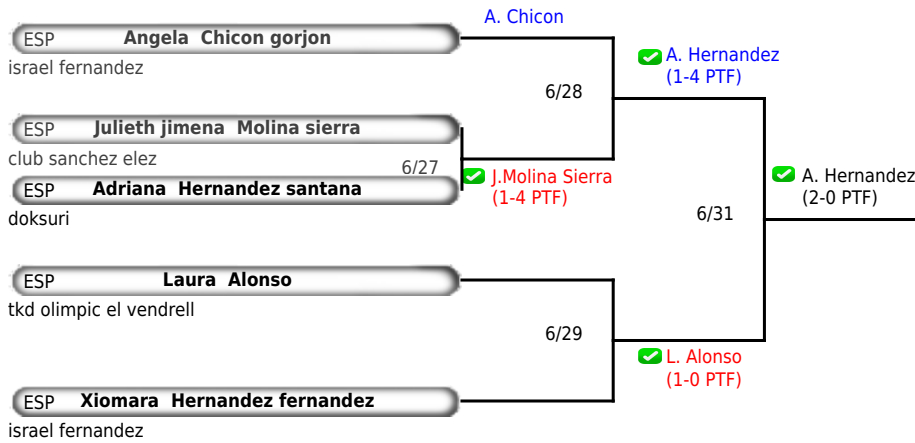 A. Chicon
ESP Angela Chicon gorjon
israel fernandez
A. Hernandez
(1-4 PTF)
6/28
ESP Julieth jimena Molina sierra
club sanchez elez
6/27
J.Molina Sierra
(1-4 PTF)
ESP Adriana Hernandez santana
doksuri
A. Hernandez
(2-0 PTF)
6/31
ESP Laura Alonso
tkd olimpic el vendrell
6/29
L. Alonso
(1-0 PTF)
ESP Xiomara Hernandez fernandez
israel fernandez